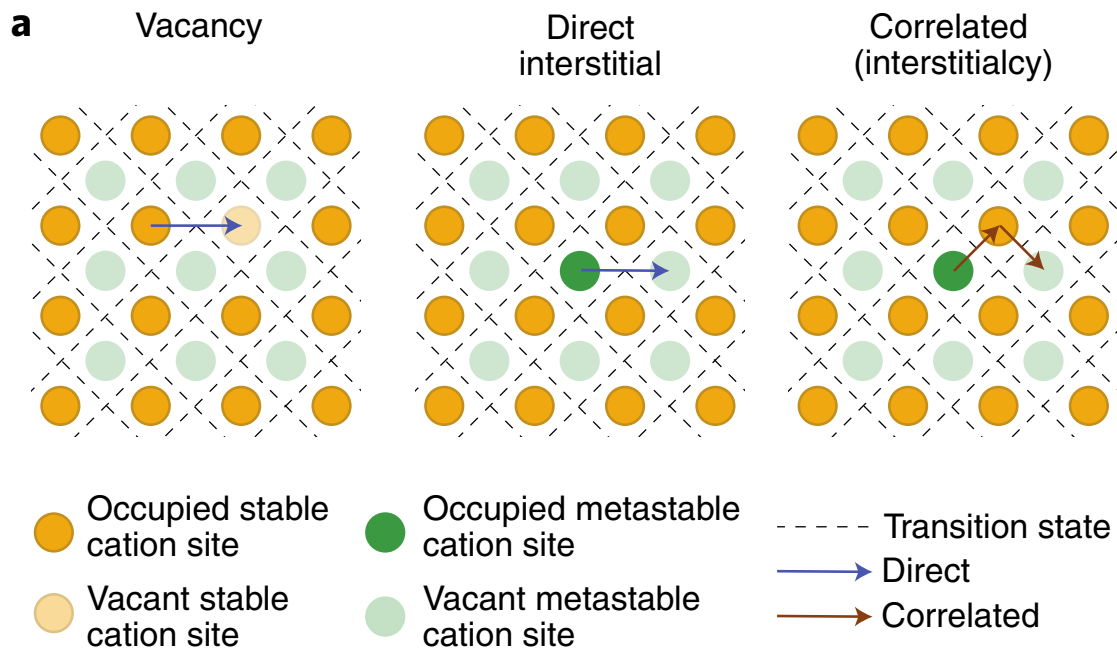 a
Vacancy
Direct
interstitial
Correlated
(interstitialcy)
Occupied stable
cation site
Occupied metastable
cation site
Transition state
Direct
Correlated
Vacant stable
cation site
Vacant metastable
cation site